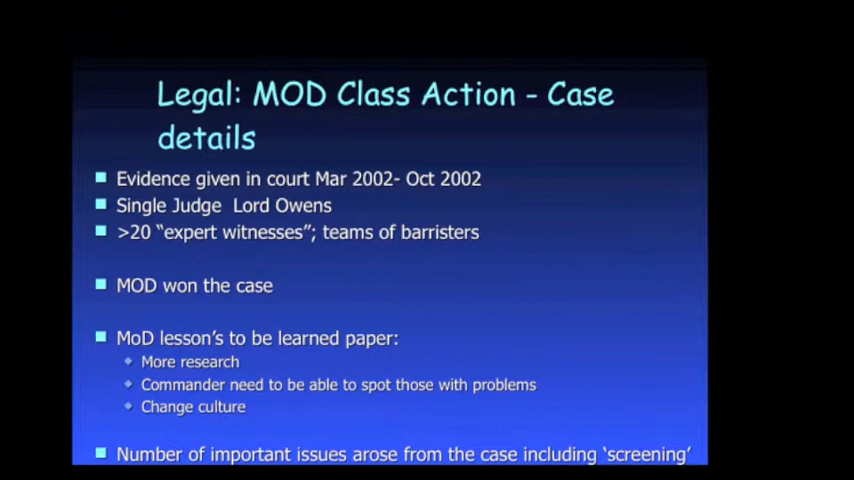 Legal: MOD Class Action - Case
details
Evidence given in court Mar 2002- Oct 2002
Single Judge Lord Owens
>20 “expert witnesses”; teams of barristers
MOD won the case
MoD lesson's to be learned paper:
More research
Commander need to be able to spot those with problems
Change culture
Number of important issues arose from the case including ‘screening’